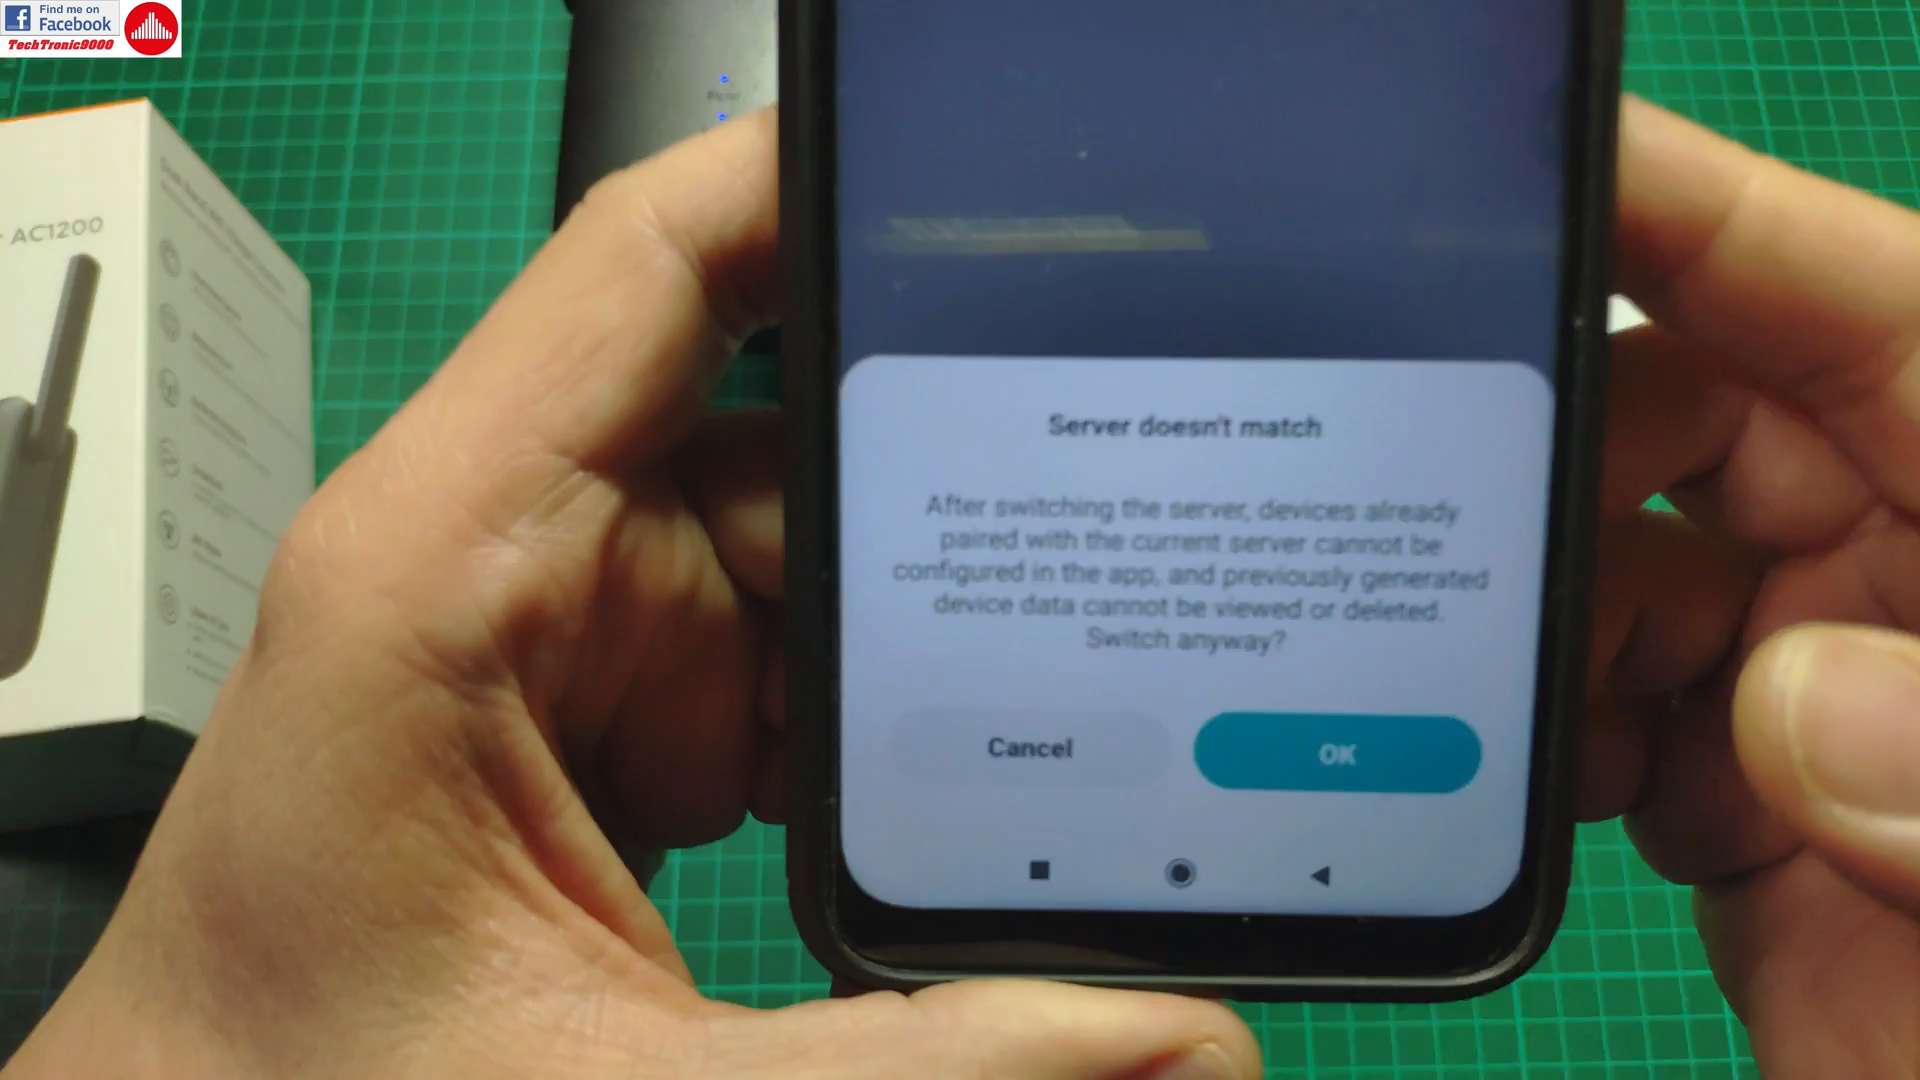 Find me on
Facebook
TechTronic9000
AC1200
Server doesn't match
After switching the server, devices already
paired with the current server cannot be
configured in the app, and previously generated
device data cannot be viewed or deleted.
Switch anyway?
Cancel
OK